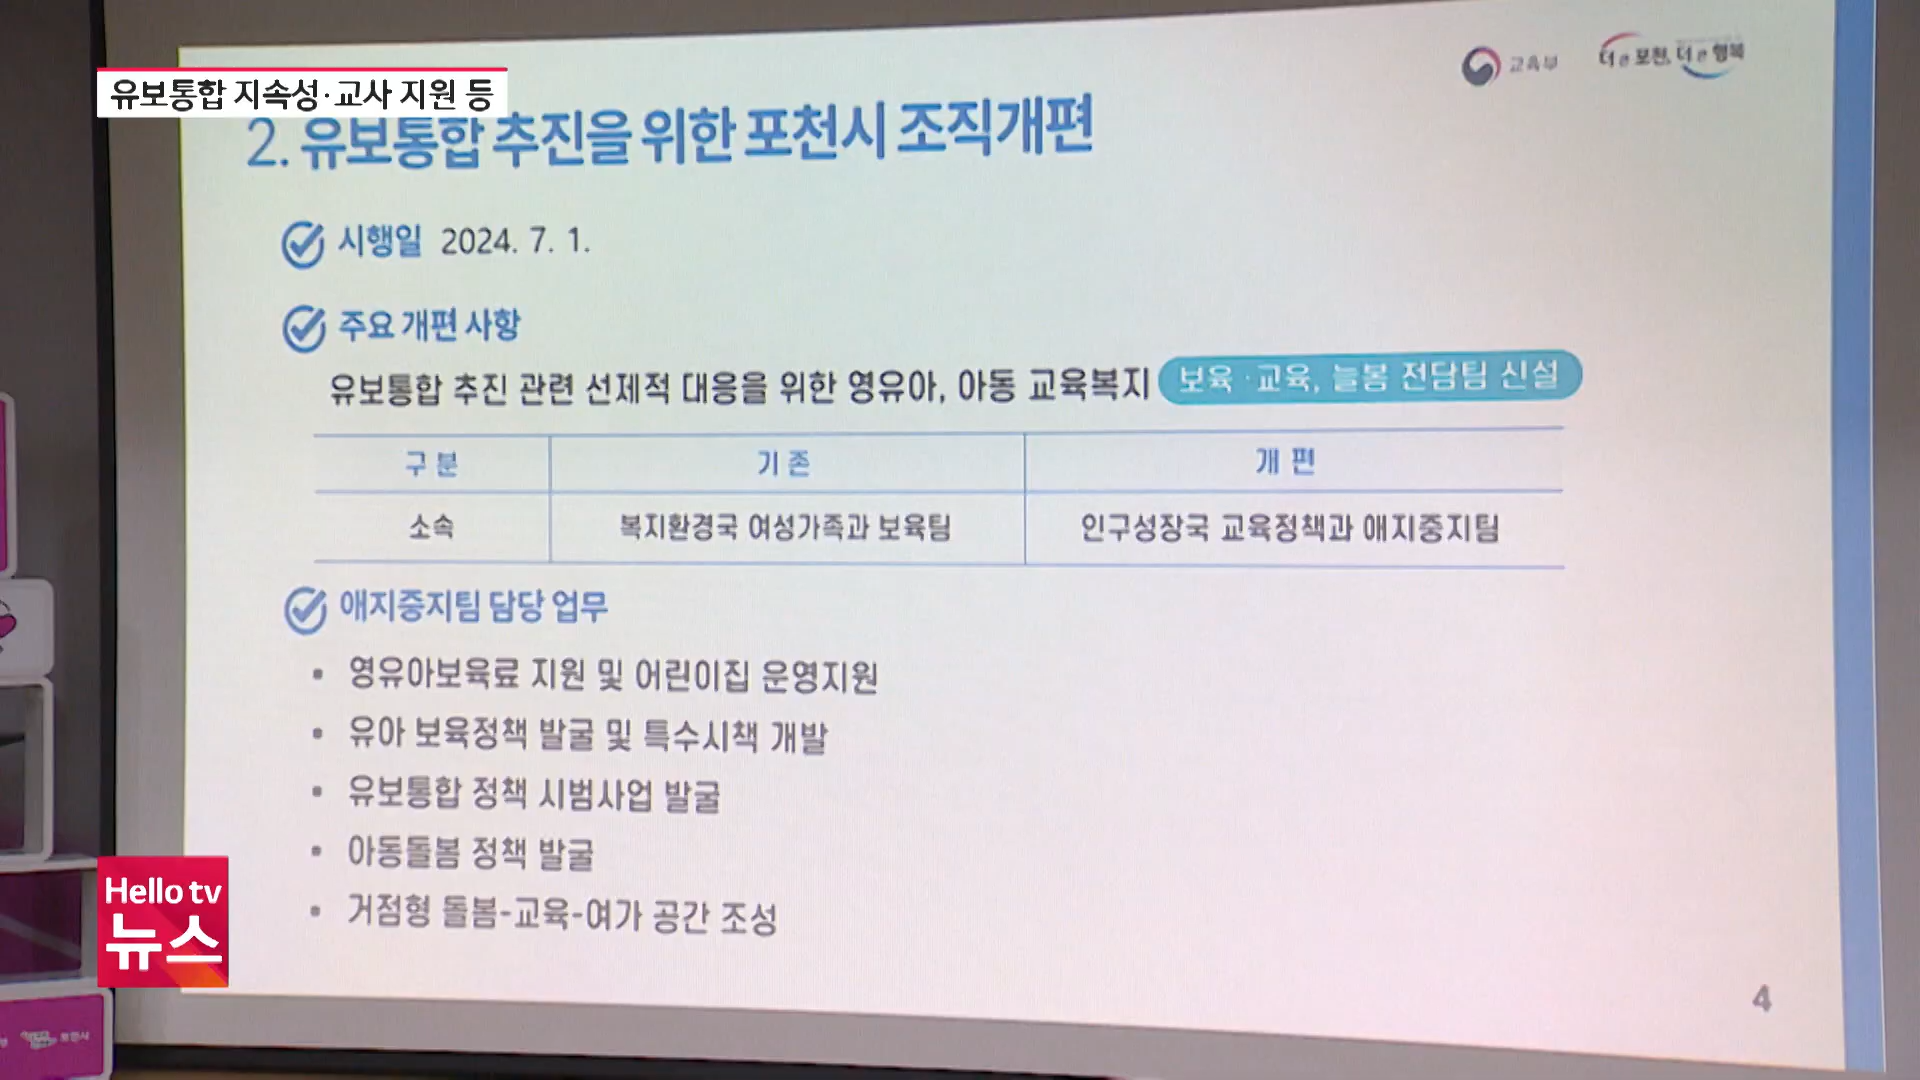 유보통합 지속성·교사 지원 등
교육부
더 큰 포천, 더 큰 행복
2. 유보통합 추진을 위한 포천시 조직개편
시행일 2024. 7. 1.
주요 개편 사항
유보통합 추진 관련 선제적 대응을 위한 영유아, 아동 교육복지 보육·교육, 늘봄 전담팀 신설
구 분 기 존 개 편
소속 복지환경국 여성가족과 보육팀 인구성장국 교육정책과 애지중지팀
애지중지팀 담당 업무
▪ 영유아보육료 지원 및 어린이집 운영지원
▪ 유아 보육정책 발굴 및 특수시책 개발
▪ 유보통합 정책 시범사업 발굴
▪ 아동돌봄 정책 발굴
▪ 거점형 돌봄-교육-여가 공간 조성
Hello tv
뉴스
4